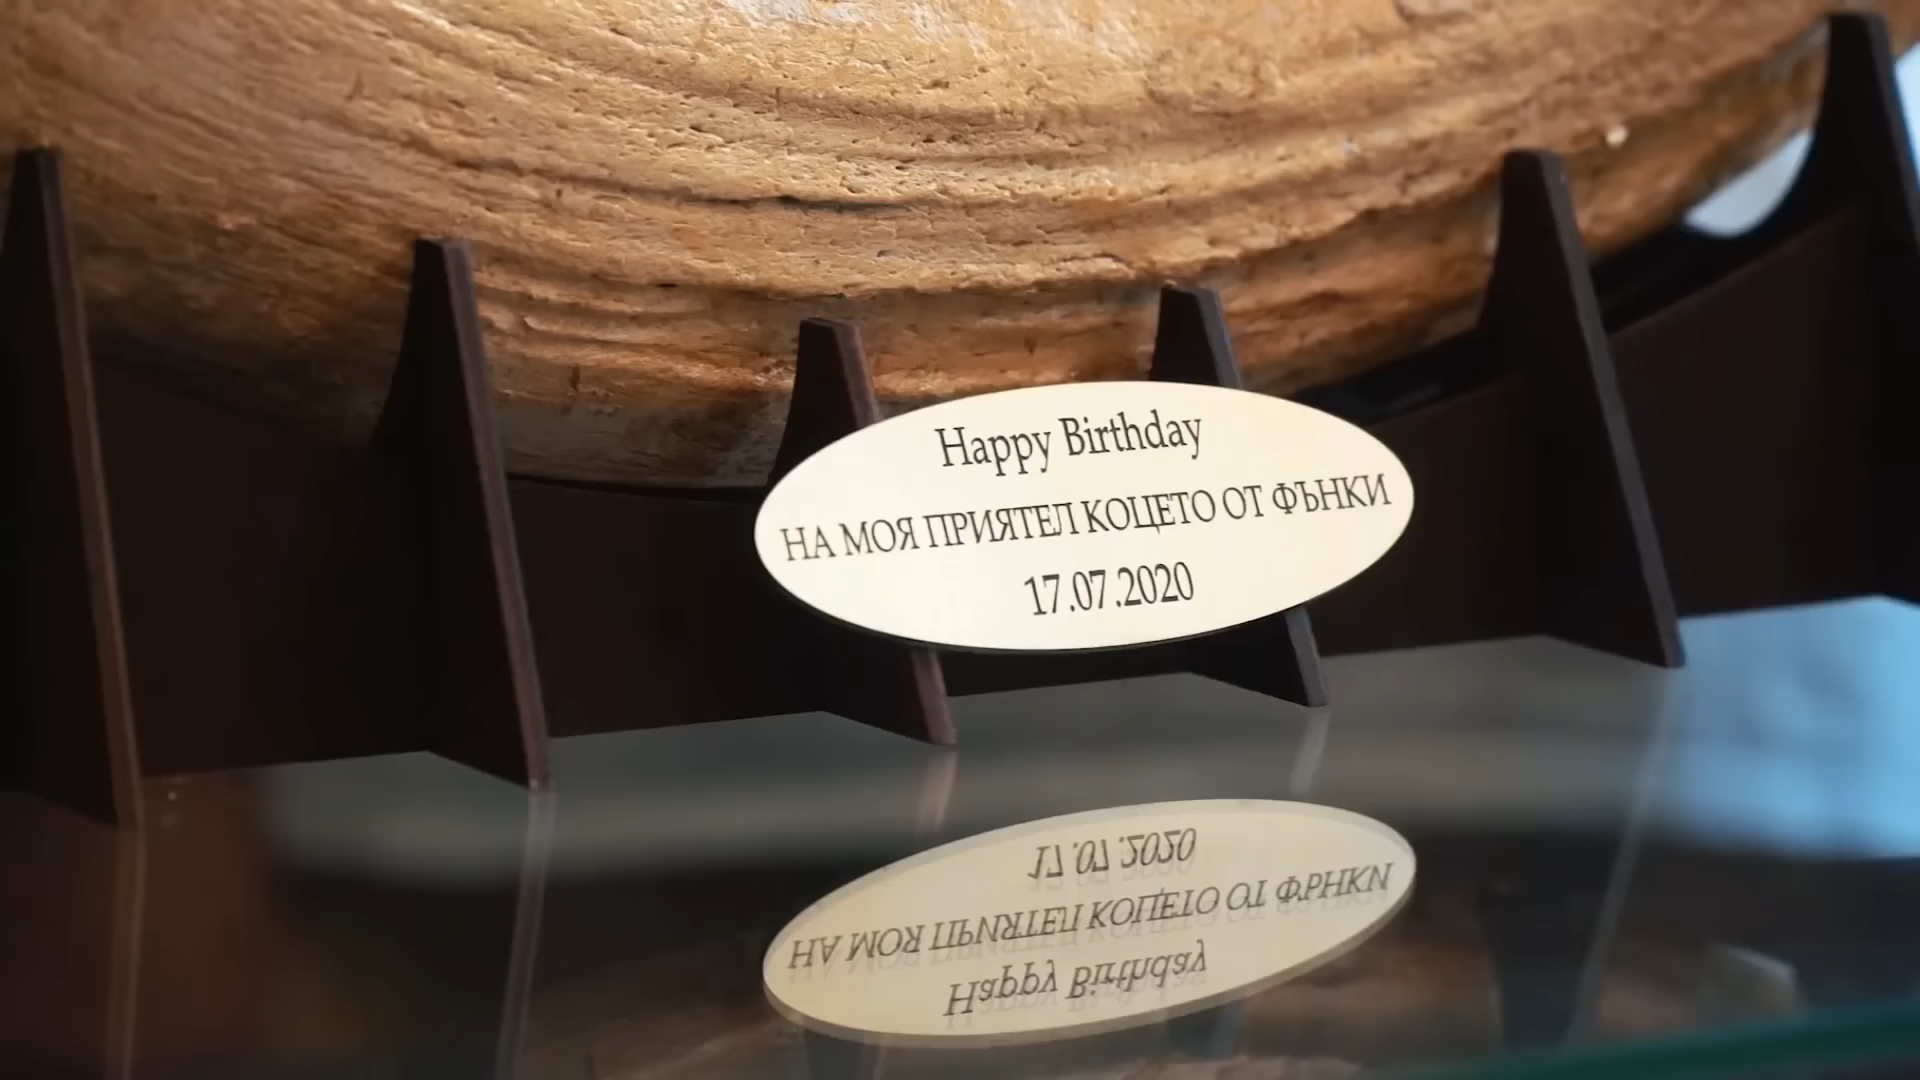 Happy Birthday
НА МОЯ ПРИЯТЕЛ КОЦЕТО ОТ ФЪНКИ
17.07.2020